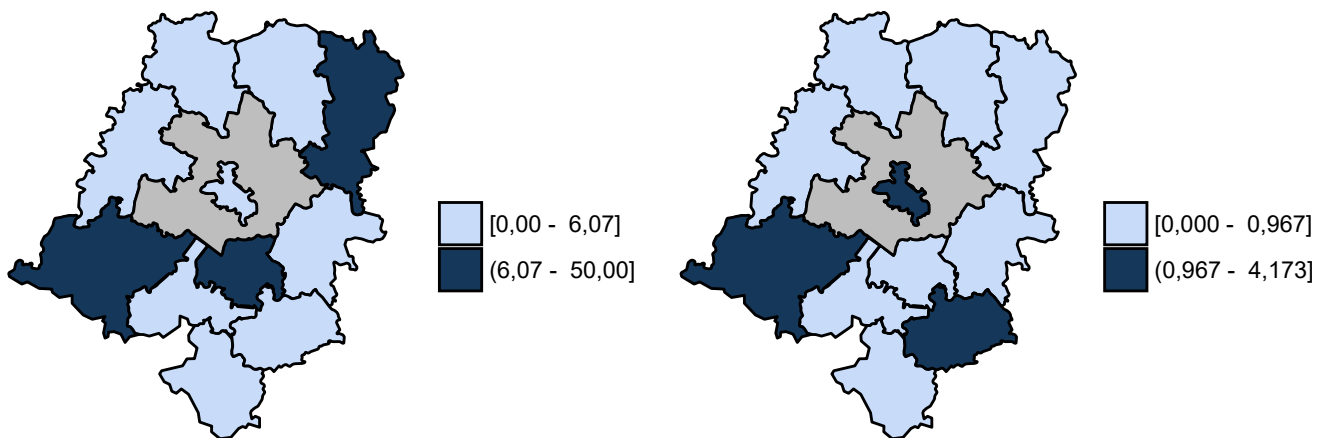 [0,00 - 6,07]
(6,07 - 50,00]
[0,000 - 0,967]
(0,967 - 4,173]